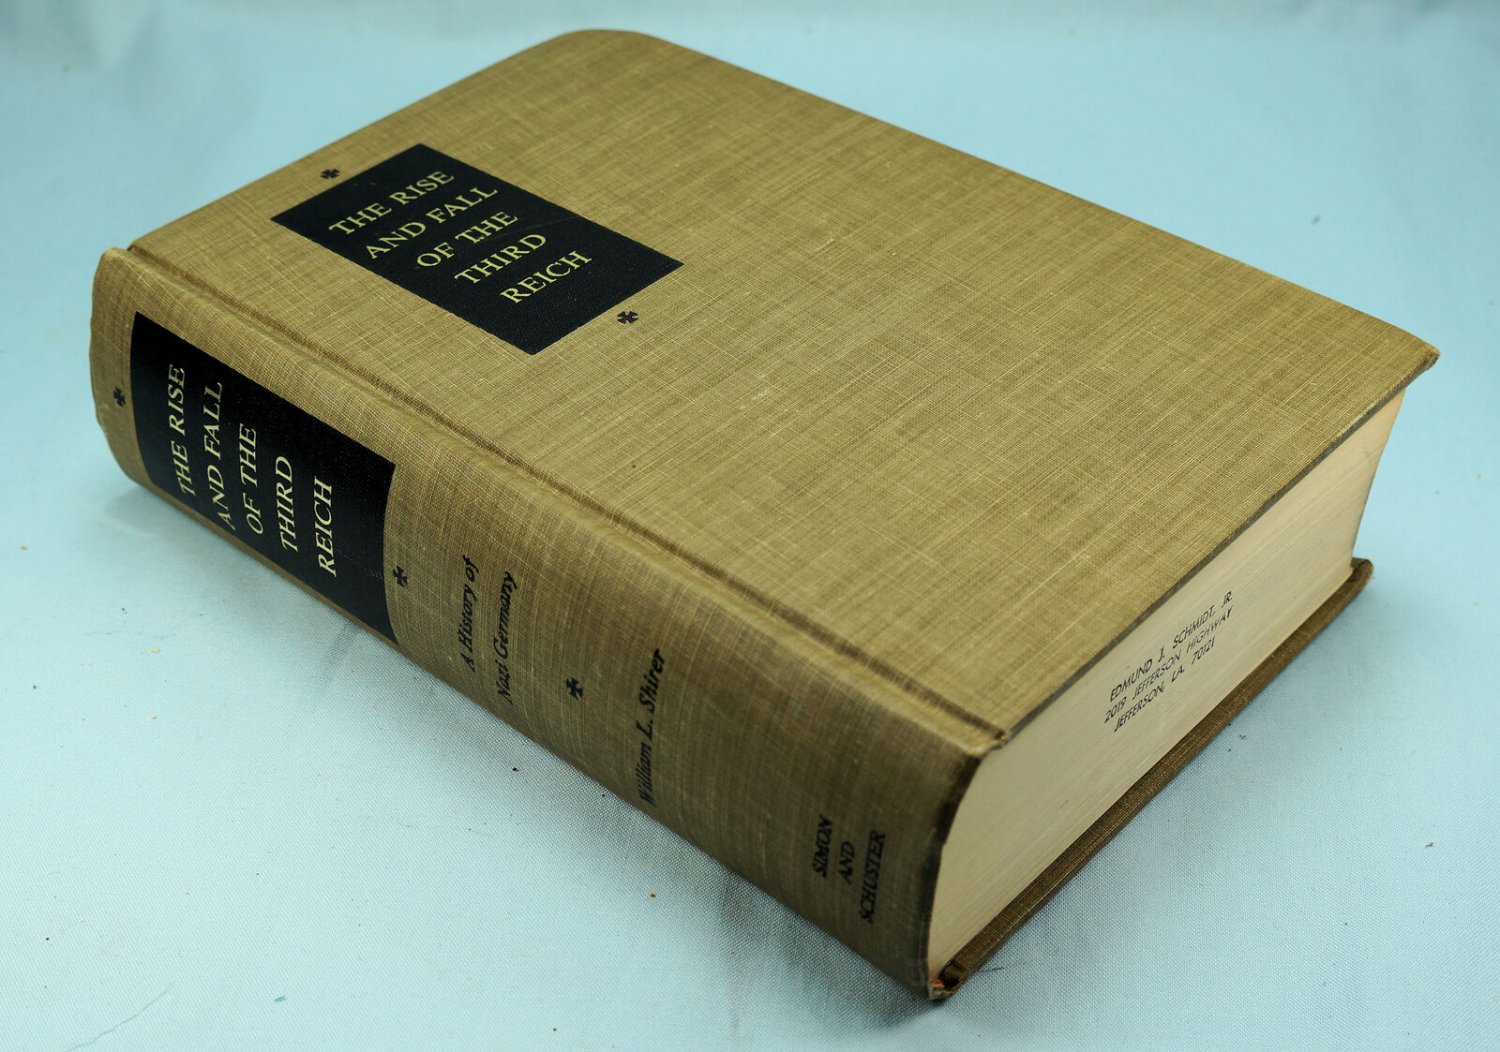 THE RISE
AND FALL
OF THE
THIRD
REICH
THE RISE
AND FALL
OF THE
THIRD
REICH
A History of
Nazi Germany
William L. Shirer
SIMON
AND
SCHUSTER
EDMUND J. SCHMIDT, JR.
2019 JEFFERSON HIGHWAY
JEFFERSON, LA. 70121